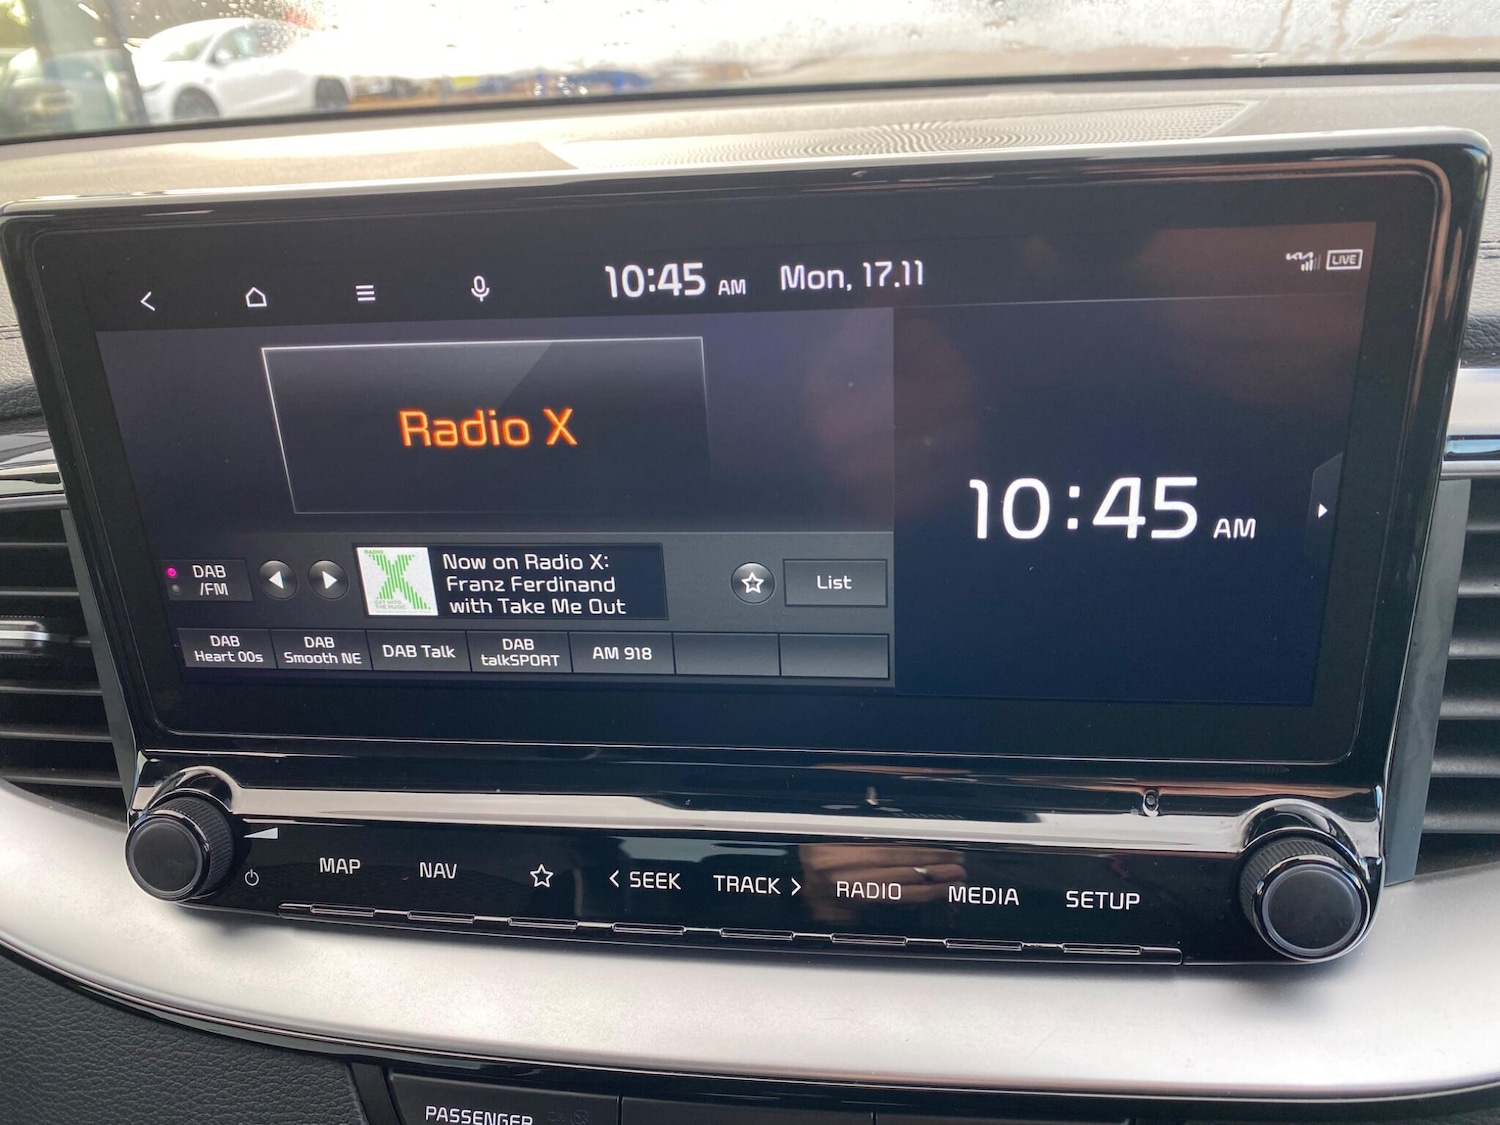 10:45 AM Mon, 17.11
LIVE
Radio X
10:45 AM
DAB
/FM
RADIO
X
Now on Radio X:
Franz Ferdinand
with Take Me Out
List
DAB
Heart 00s
DAB
Smooth NE
DAB Talk
DAB
talkSPORT
AM 918
MAP
NAV
SEEK
TRACK
RADIO
MEDIA
SETUP
PASSENGER